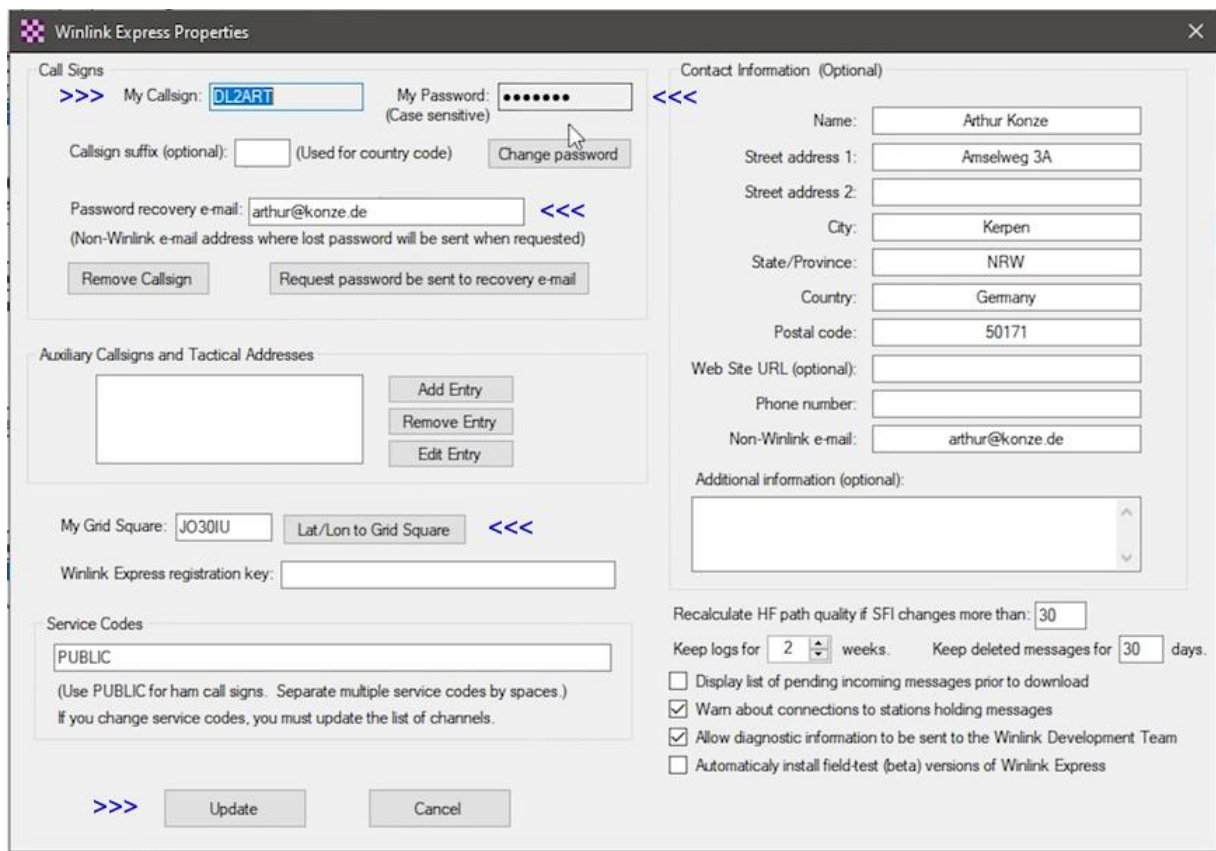 Winlink Express Properties
Call Signs
>>> My Callsign: DL2ART My Password: ••••••• <<<
(Case sensitive)
Callsign suffix (optional): (Used for country code) Change password
Password recovery e-mail: arthur@konze.de <<<
(Non-Winlink e-mail address where lost password will be sent when requested)
Remove Callsign Request password be sent to recovery e-mail
Auxiliary Callsigns and Tactical Addresses
Add Entry
Remove Entry
Edit Entry
My Grid Square: JO30IU Lat/Lon to Grid Square <<<
Winlink Express registration key:
Service Codes
PUBLIC
(Use PUBLIC for ham call signs. Separate multiple service codes by spaces.)
If you change service codes, you must update the list of channels.
>>> Update Cancel
Contact Information (Optional)
Name: Arthur Konze
Street address 1: Amselweg 3A
Street address 2:
City: Kerpen
State/Province: NRW
Country: Germany
Postal code: 50171
Web Site URL (optional):
Phone number:
Non-Winlink e-mail: arthur@konze.de
Additional information (optional):
Recalculate HF path quality if SFI changes more than: 30
Keep logs for 2 weeks. Keep deleted messages for 30 days.
Display list of pending incoming messages prior to download
Warn about connections to stations holding messages
Allow diagnostic information to be sent to the Winlink Development Team
Automaticaly install field-test (beta) versions of Winlink Express